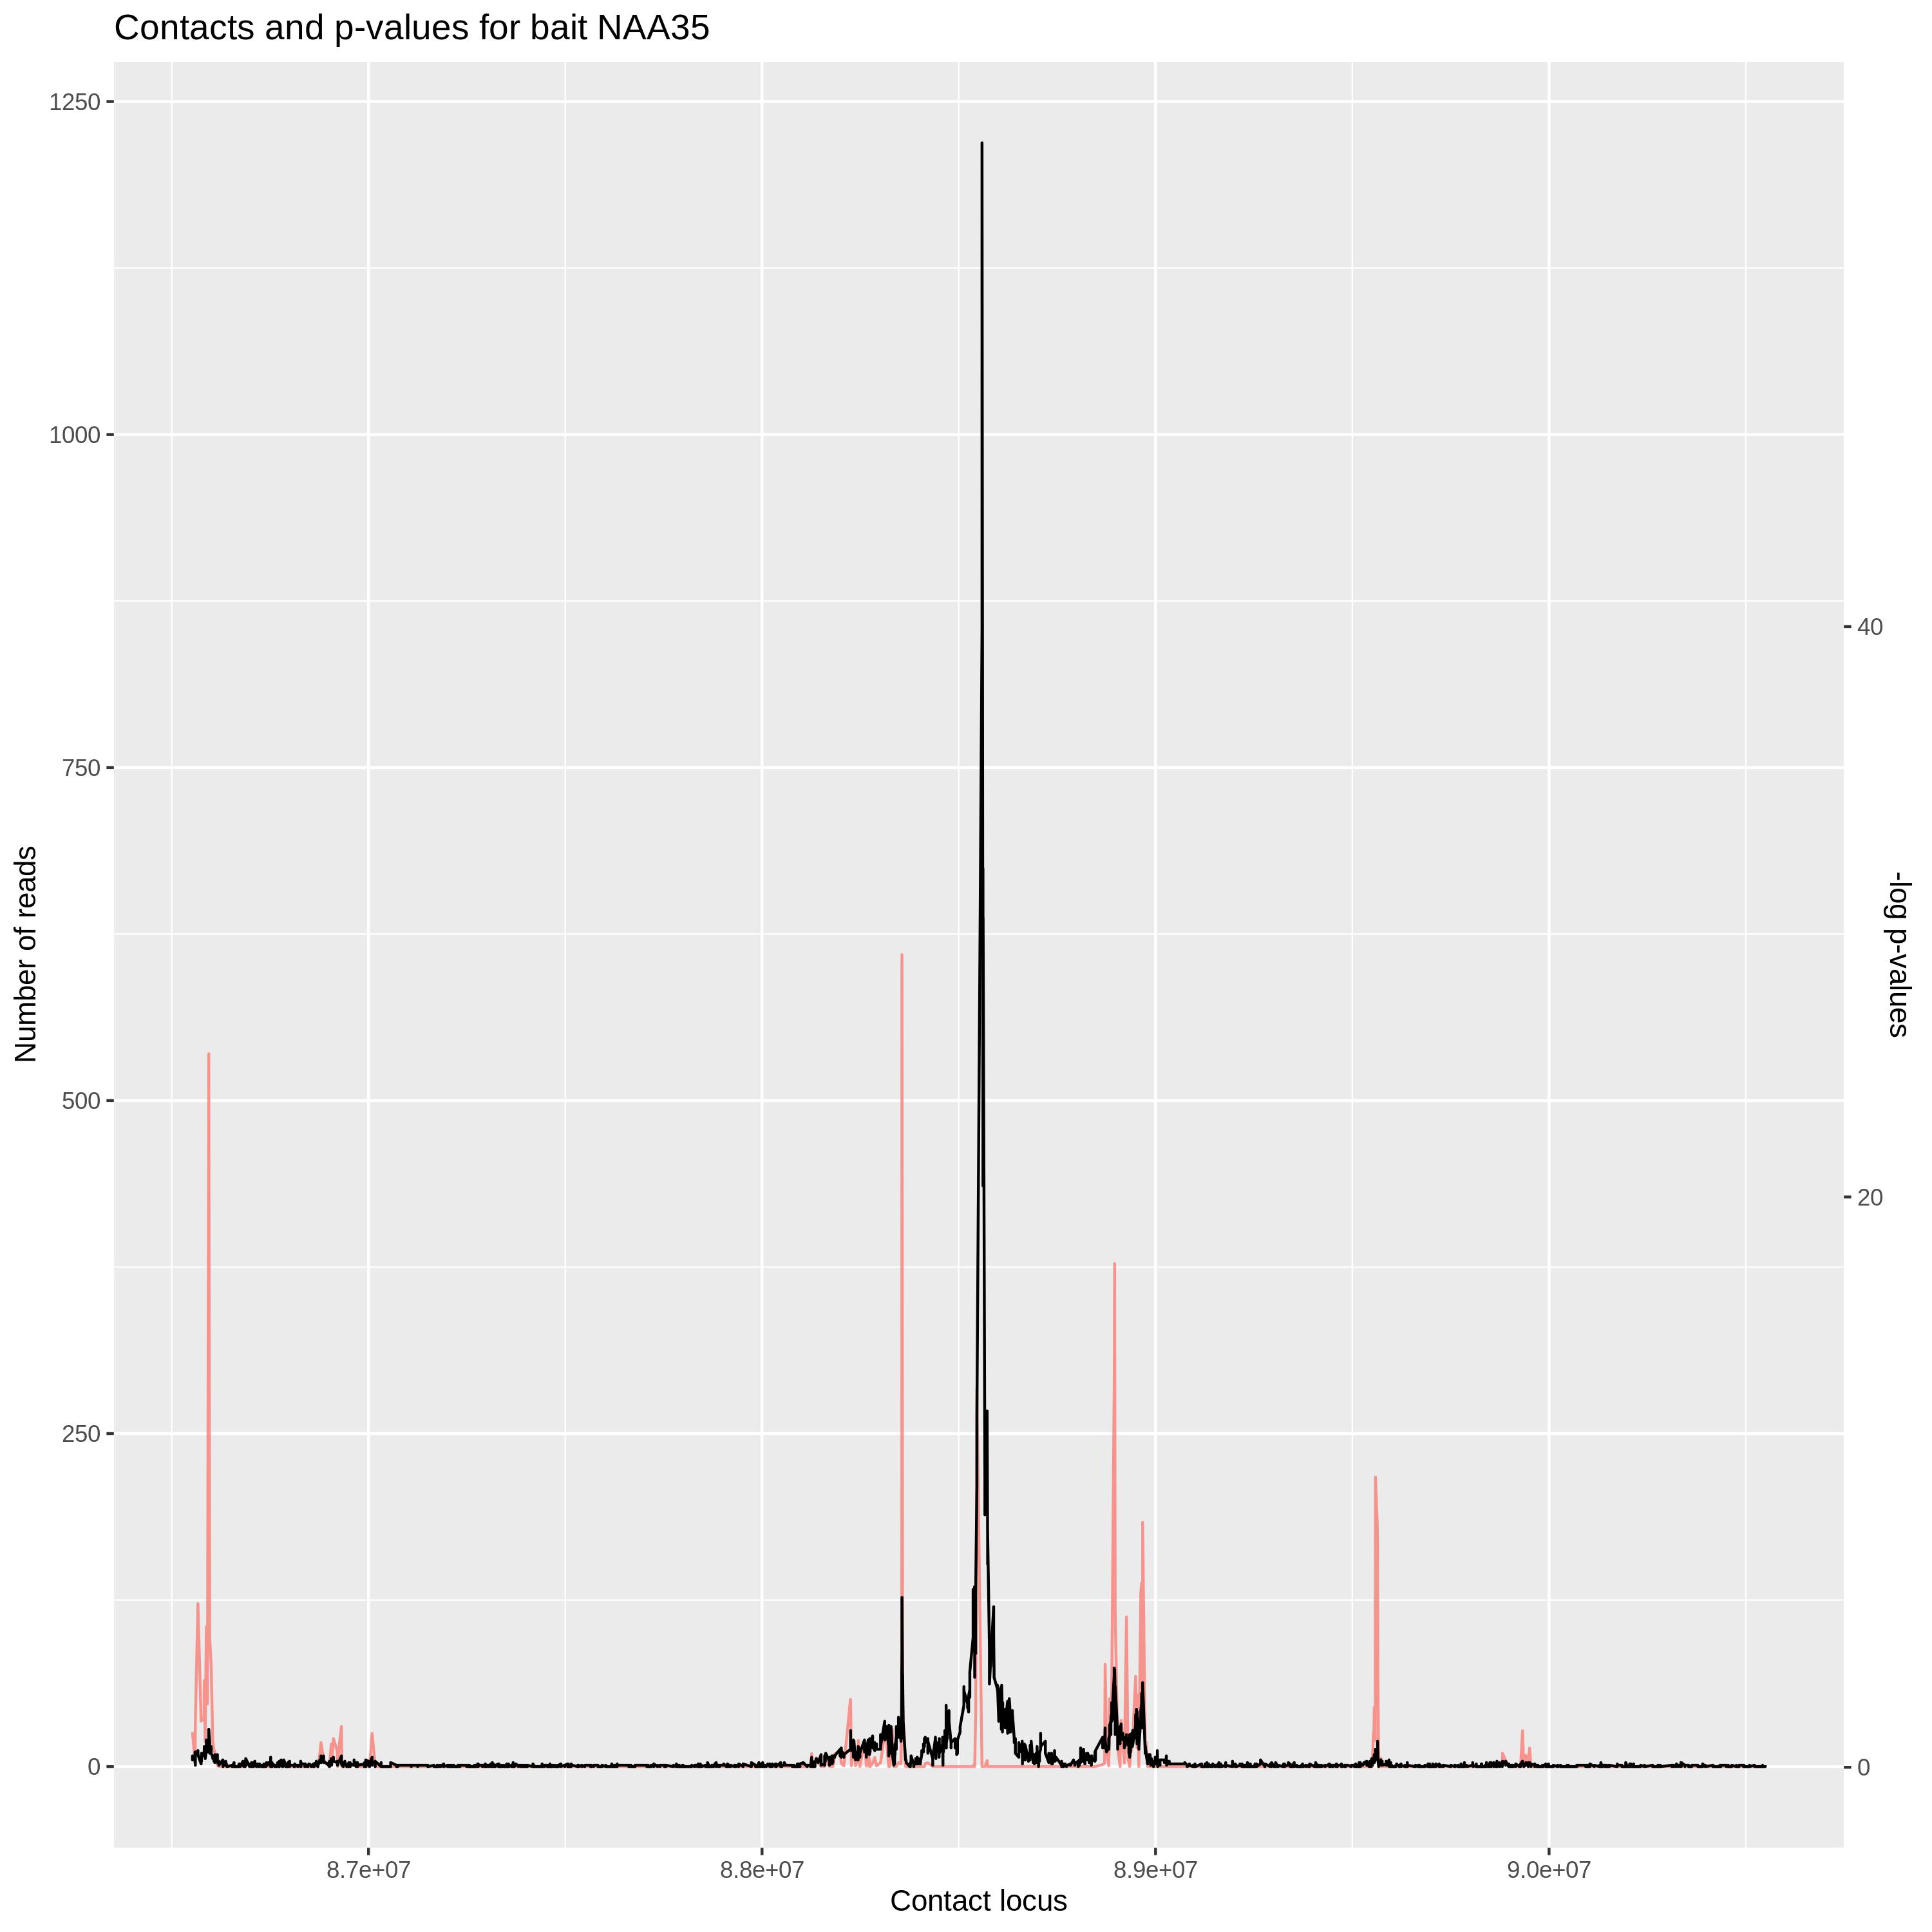 Contacts and p-values for bait NAA35
1250
1000
750
500
250
0
Number of reads
40
20
0
-log p-values
8.7e+07
8.8e+07
8.9e+07
9.0e+07
Contact locus